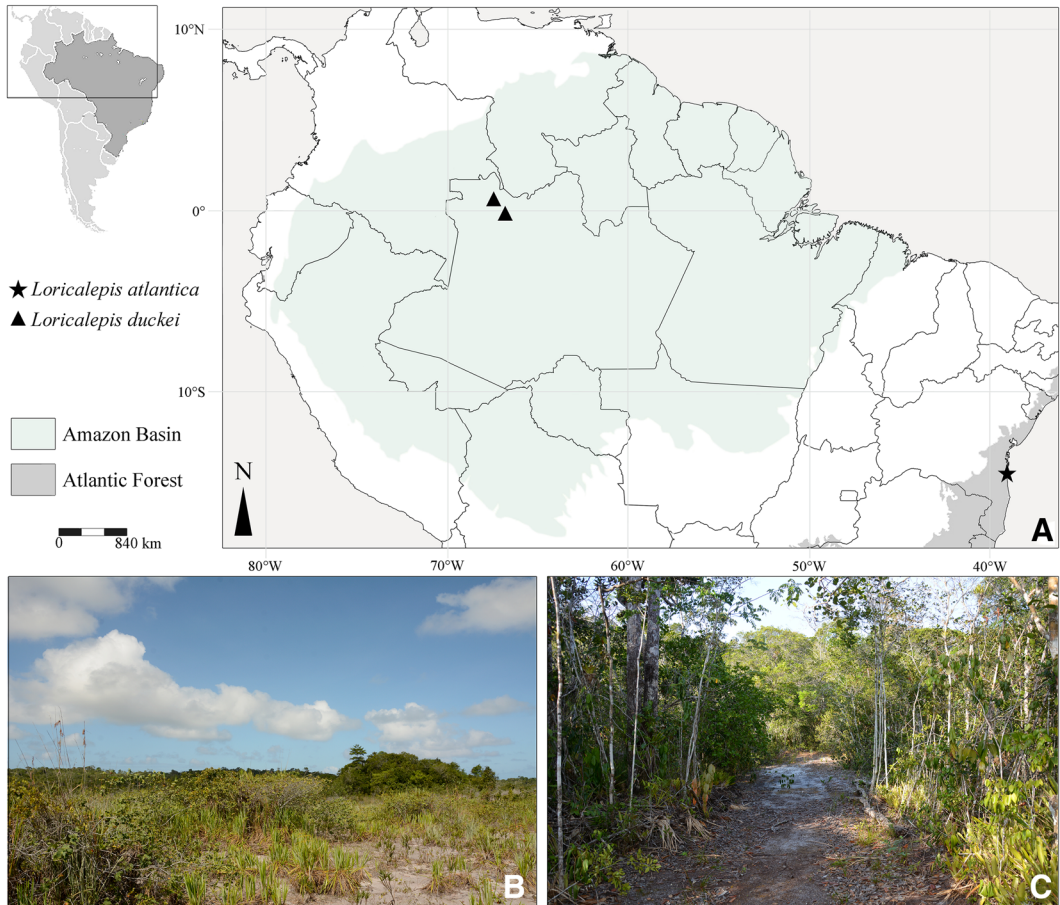 10°N
0°
10°S
Loricalepis atlantica
Loricalepis duckei
Amazon Basin
Atlantic Forest
N
0 840 km
A
80°W 70°W 60°W 50°W 40°W
B
C